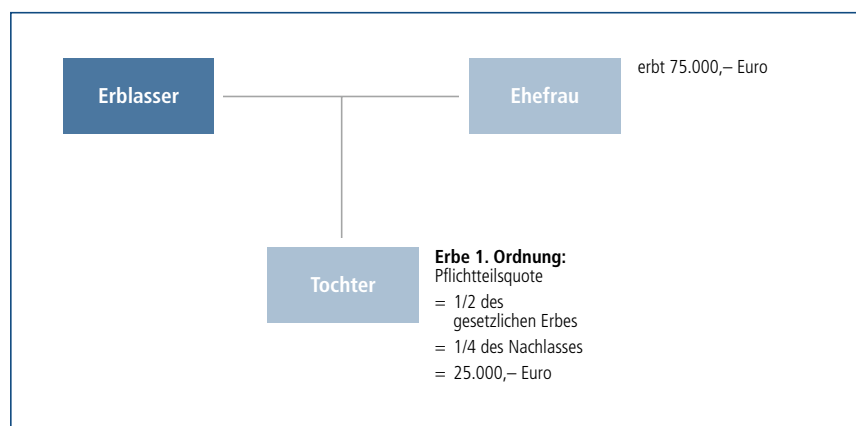 Erblasser
Ehefrau
erbt 75.000,– Euro
Tochter
Erbe 1. Ordnung:
Pflichtteilsquote
= 1/2 des
gesetzlichen Erbes
= 1/4 des Nachlasses
= 25.000,– Euro